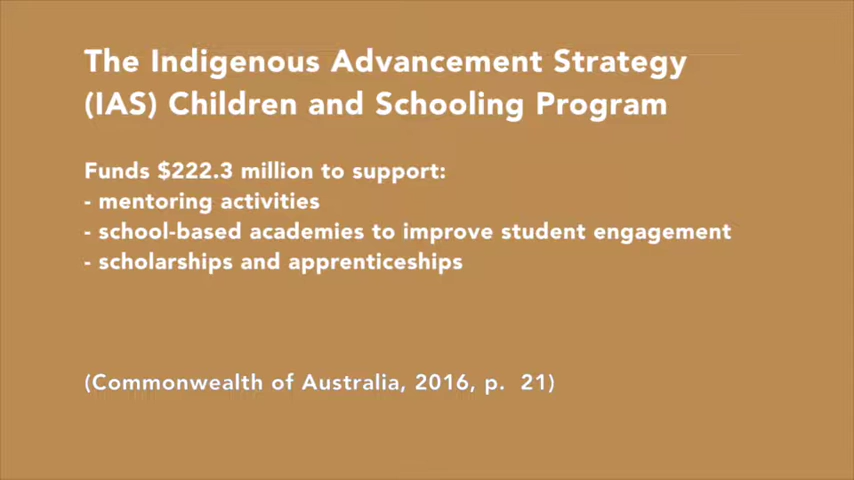 The Indigenous Advancement Strategy
(IAS) Children and Schooling Program
Funds $222.3 million to support:
- mentoring activities
- school-based academies to improve student engagement
- scholarships and apprenticeships
(Commonwealth of Australia, 2016, p.  21)